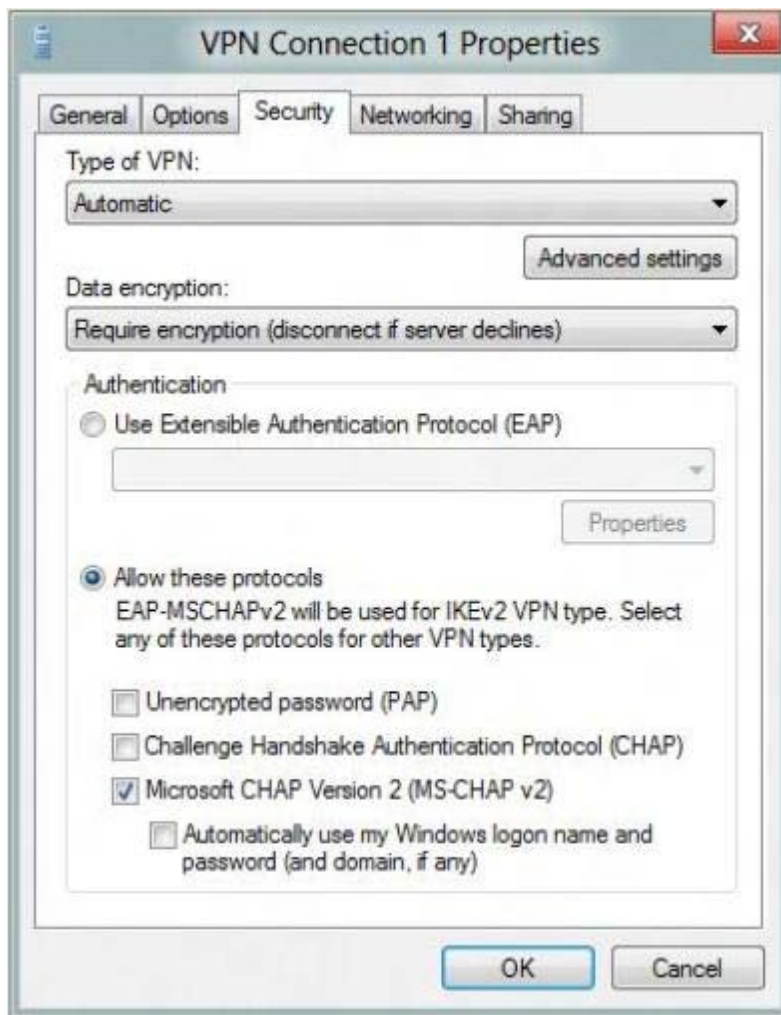 VPN Connection 1 Properties
General Options Security Networking Sharing
Type of VPN:
Automatic
Advanced settings
Data encryption:
Require encryption (disconnect if server declines)
Authentication
Use Extensible Authentication Protocol (EAP)
Properties
Allow these protocols
EAP-MSCHAPv2 will be used for IKEv2 VPN type. Select
any of these protocols for other VPN types.
Unencrypted password (PAP)
Challenge Handshake Authentication Protocol (CHAP)
Microsoft CHAP Version 2 (MS-CHAP v2)
Automatically use my Windows logon name and
password (and domain, if any)
OK Cancel